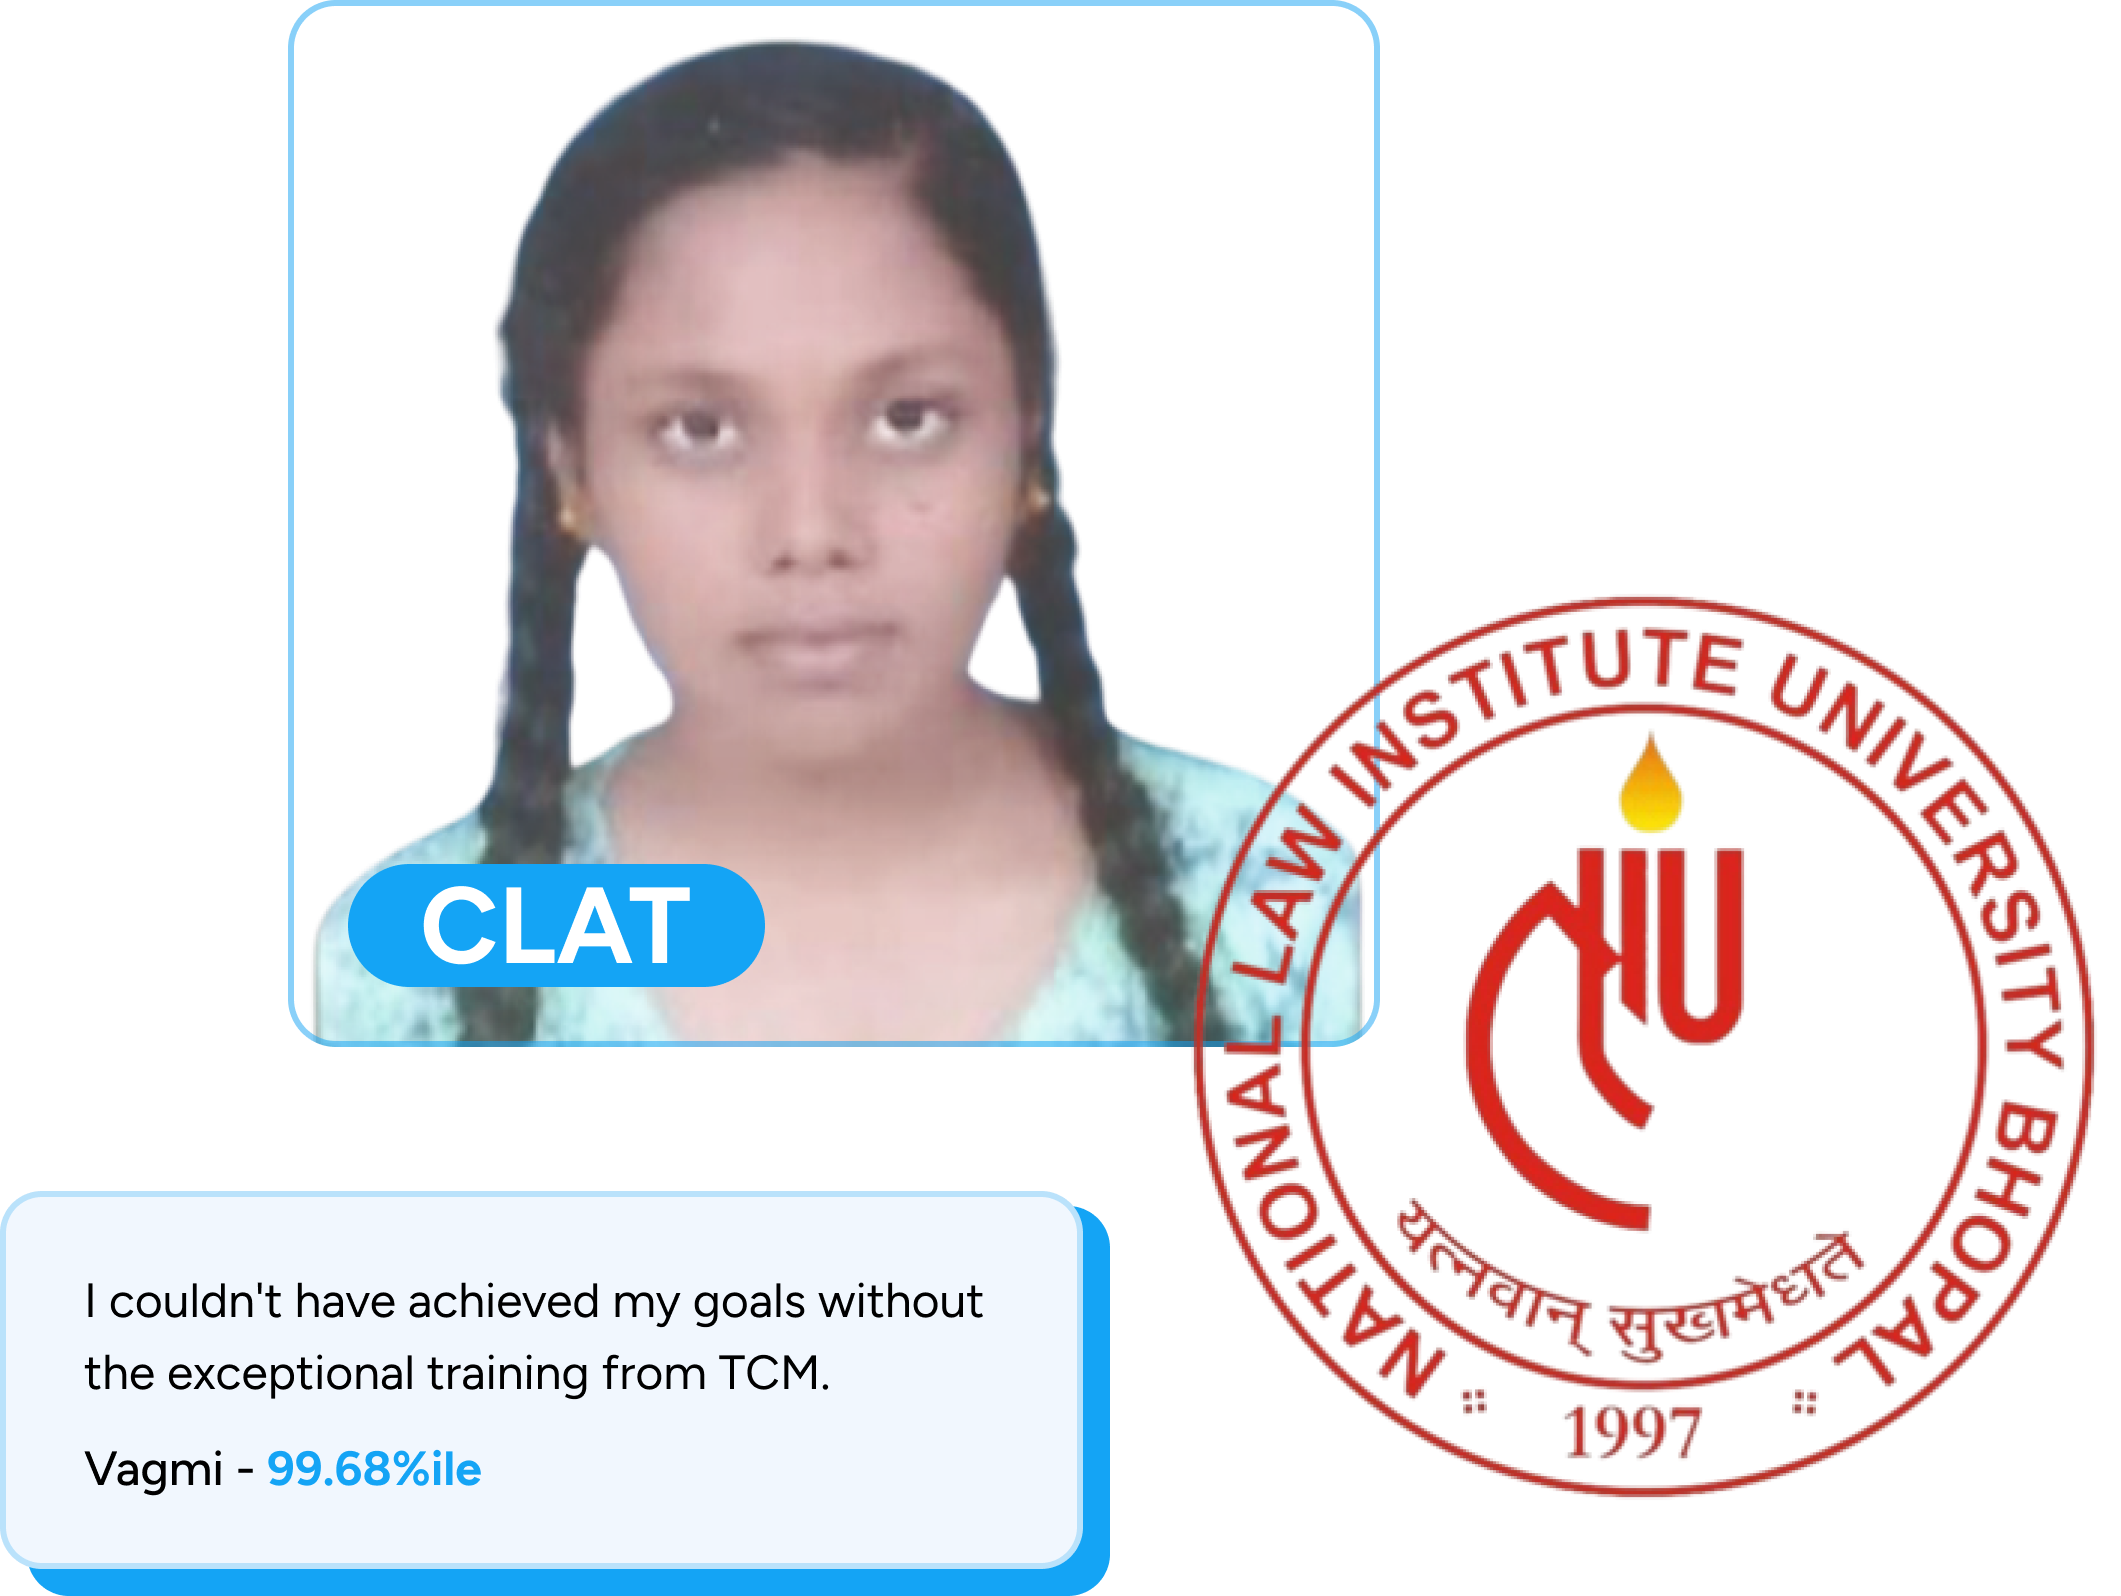 CLAT
NATIONAL LAW INSTITUTE UNIVERSITY BHOPAL
यत्नवान् सुखमेधते
1997
I couldn't have achieved my goals without
the exceptional training from TCM.
Vagmi - 99.68%ile